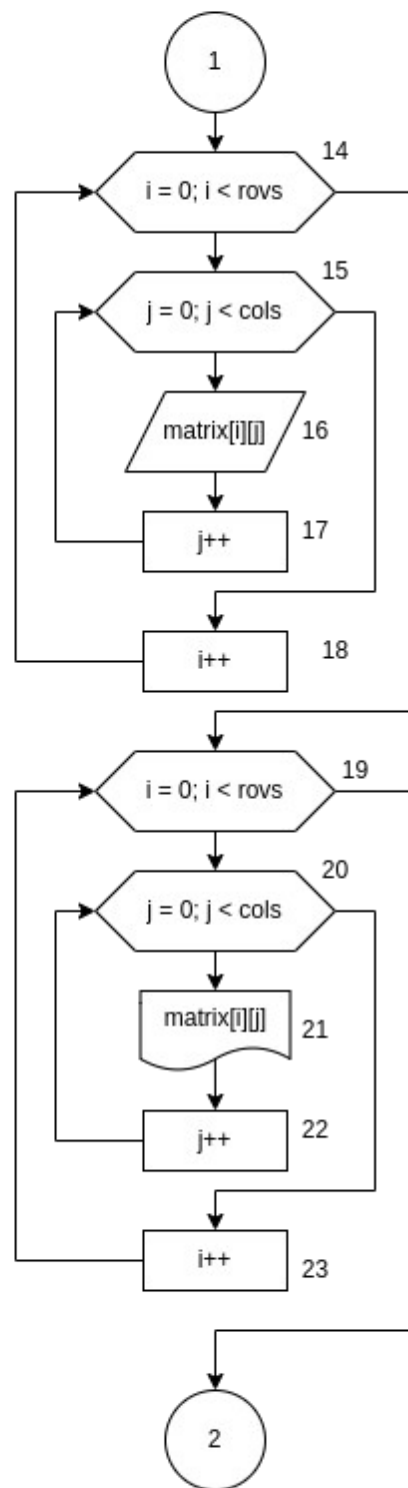 1
14
i = 0; i < rovs
15
j = 0; j < cols
matrix[i][j]
16
j++
17
i++
18
i = 0; i < rovs
19
20
j = 0; j < cols
matrix[i][j]
21
j++
22
i++
23
2